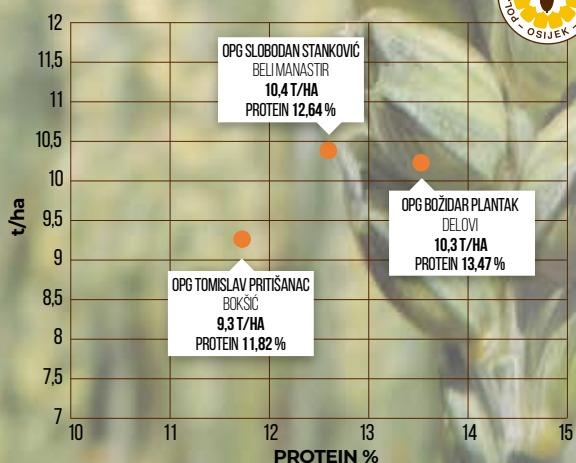 POL
- OSIJEK -
12
11,5
11
10,5
10
9,5
9
8,5
8
7,5
7
t/ha
OPG SLOBODAN STANKOVIĆ
BELI MANASTIR
10,4 T/HA
PROTEIN 12,64 %
OPG BOŽIDAR PLANTAK
DELOVI
10,3 T/HA
PROTEIN 13,47 %
OPG TOMISLAV PRITIŠANAC
BOKŠIĆ
9,3 T/HA
PROTEIN 11,82 %
10 11 12 13 14 15
PROTEIN %